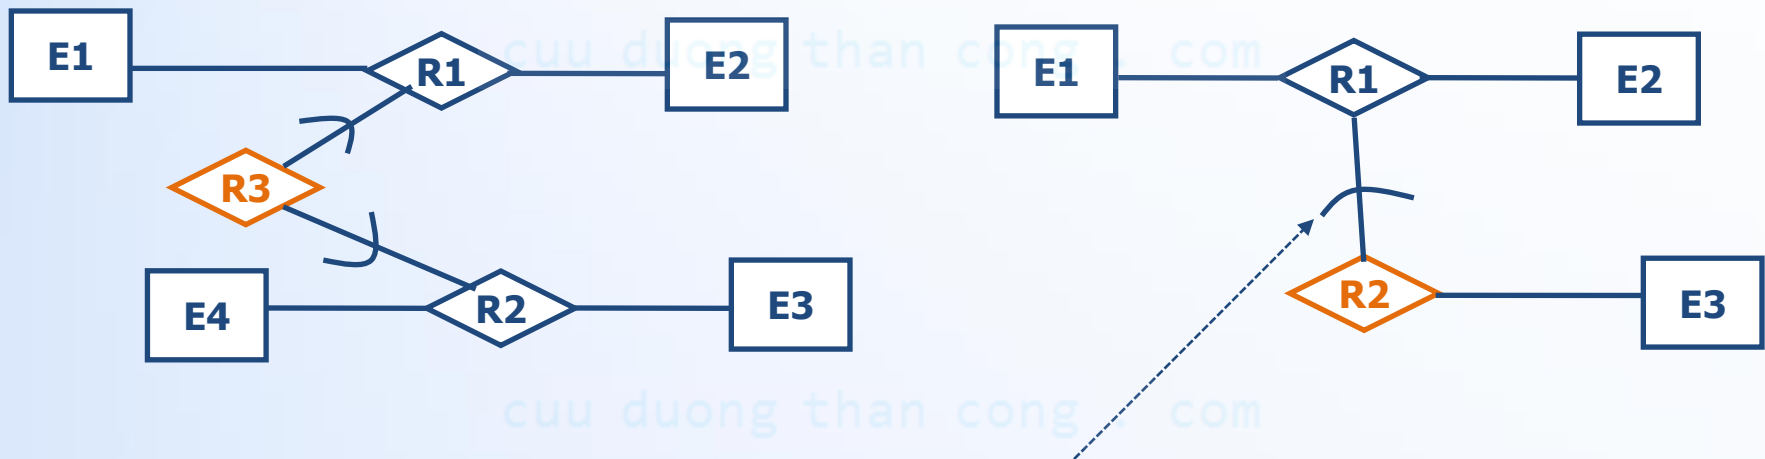 cuu duong than cong . com
E1
R1
E2
R3
E4
R2
E3
E1
R1
E2
R2
E3
cuu duong than cong . com